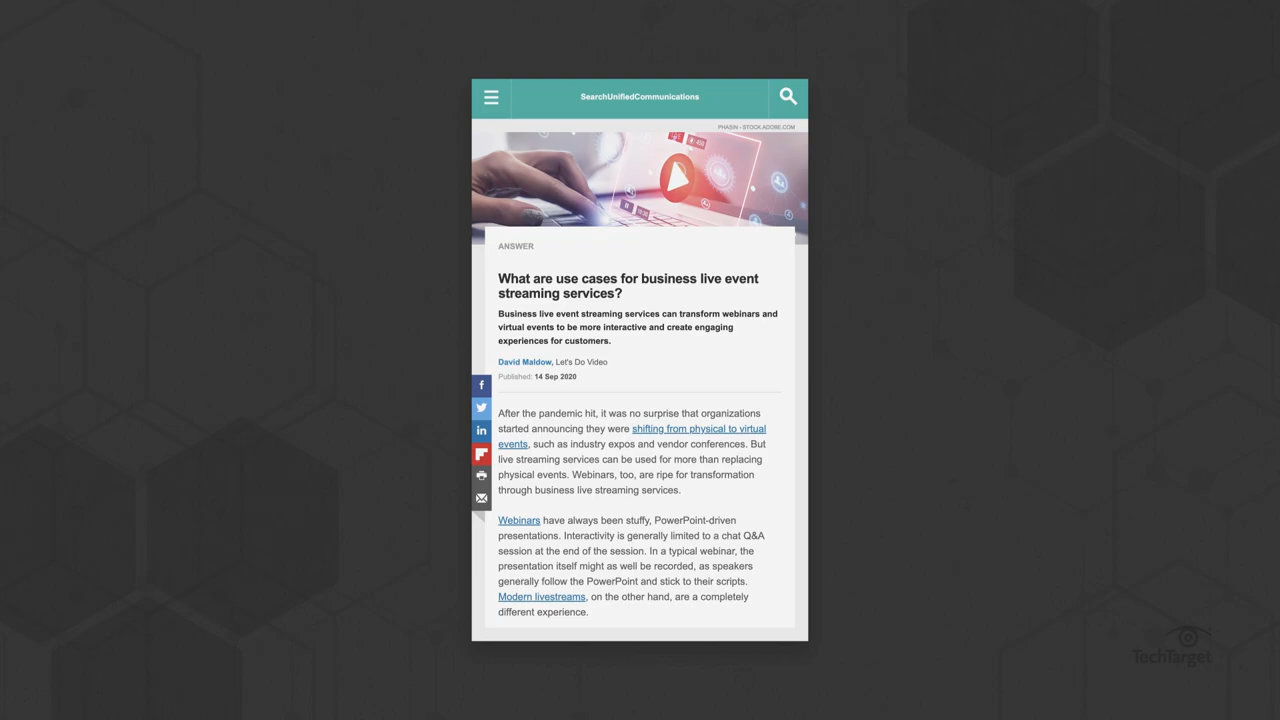 SearchUnifiedCommunications
PHASIN - STOCK.ADOBE.COM
ANSWER
What are use cases for business live event
streaming services?
Business live event streaming services can transform webinars and
virtual events to be more interactive and create engaging
experiences for customers.
David Maldow, Let's Do Video
Published: 14 Sep 2020
After the pandemic hit, it was no surprise that organizations
started announcing they were shifting from physical to virtual
events, such as industry expos and vendor conferences. But
live streaming services can be used for more than replacing
physical events. Webinars, too, are ripe for transformation
through business live streaming services.
Webinars have always been stuffy, PowerPoint-driven
presentations. Interactivity is generally limited to a chat Q&A
session at the end of the session. In a typical webinar, the
presentation itself might as well be recorded, as speakers
generally follow the PowerPoint and stick to their scripts.
Modern livestreams, on the other hand, are a completely
different experience.
TechTarget